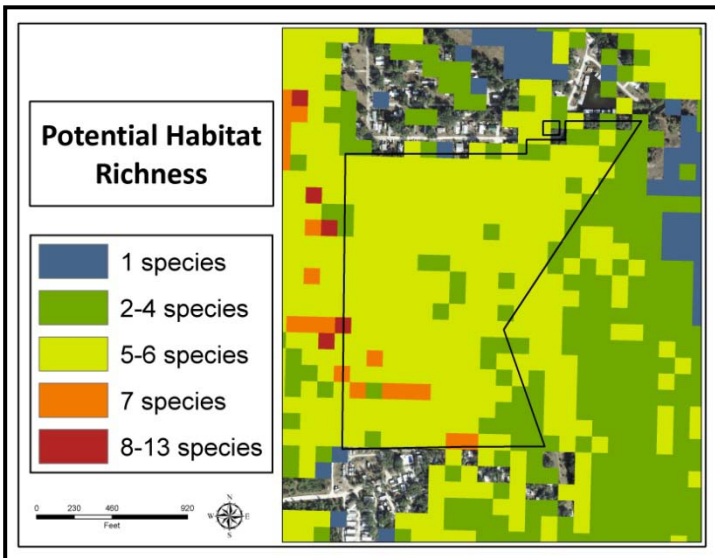 Potential Habitat
Richness
1 species
2-4 species
5-6 species
7 species
8-13 species
0 230 460 920
Feet
N
W E
S